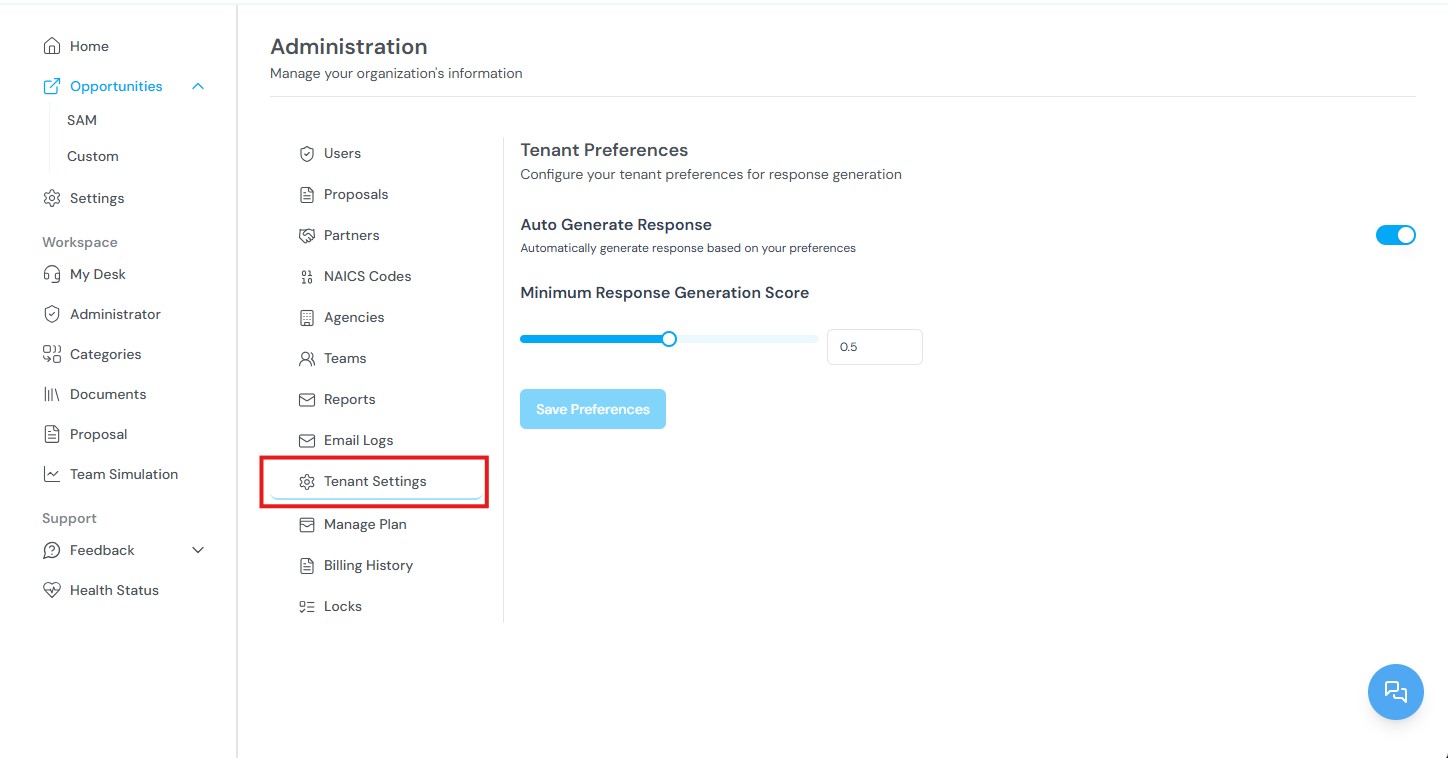 Home
Opportunities
SAM
Custom
Settings
Workspace
My Desk
Administrator
Categories
Documents
Proposal
Team Simulation
Support
Feedback
Health Status
Administration
Manage your organization's information
Users
Proposals
Partners
NAICS Codes
Agencies
Teams
Reports
Email Logs
Tenant Settings
Manage Plan
Billing History
Locks
Tenant Preferences
Configure your tenant preferences for response generation
Auto Generate Response
Automatically generate response based on your preferences
Minimum Response Generation Score
0.5
Save Preferences